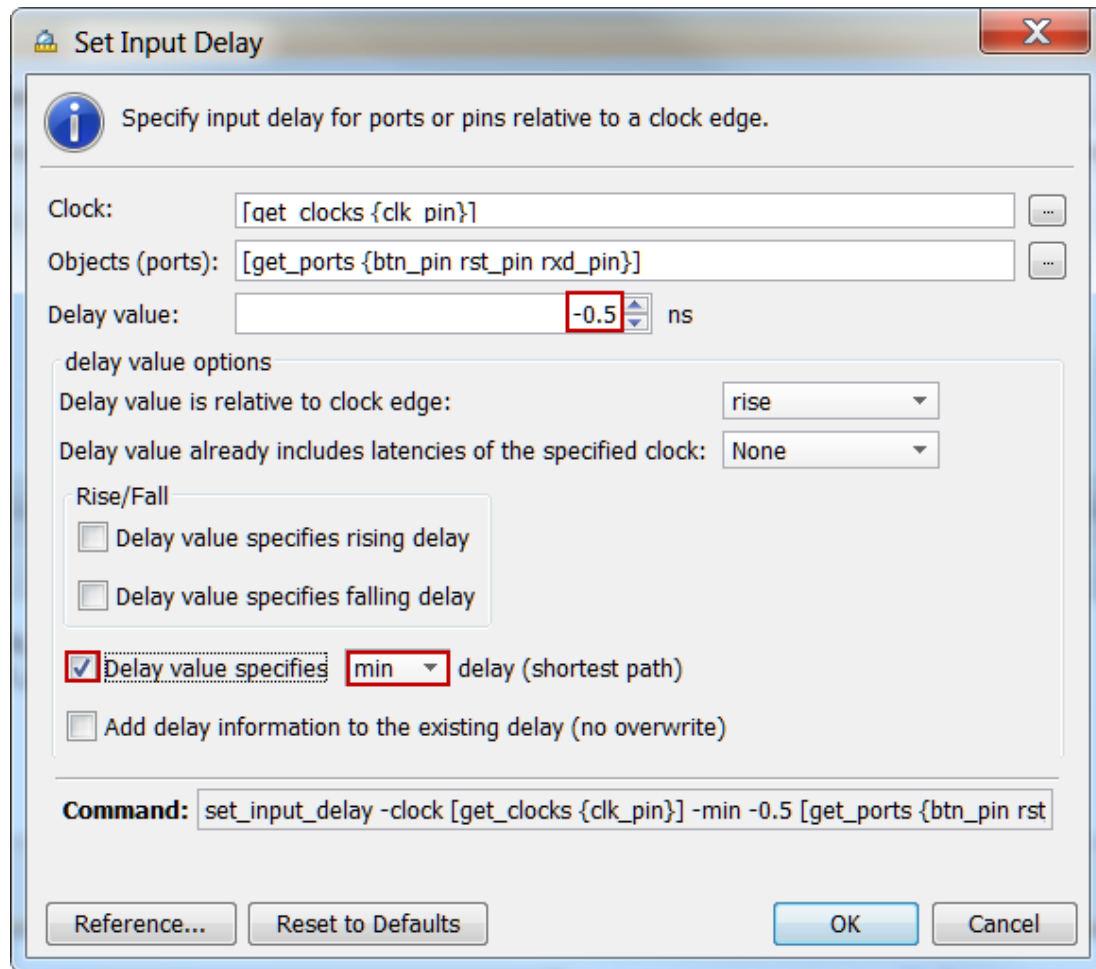 Set Input Delay
Specify input delay for ports or pins relative to a clock edge.
Clock: [get_clocks {clk_pin}] ...
Objects (ports): [get_ports {btn_pin rst_pin rxd_pin}] ...
Delay value: -0.5 ns
delay value options
Delay value is relative to clock edge: rise
Delay value already includes latencies of the specified clock: None
Rise/Fall
Delay value specifies rising delay
Delay value specifies falling delay
Delay value specifies min delay (shortest path)
Add delay information to the existing delay (no overwrite)
Command: set_input_delay -clock [get_clocks {clk_pin}] -min -0.5 [get_ports {btn_pin rst
Reference... Reset to Defaults OK Cancel